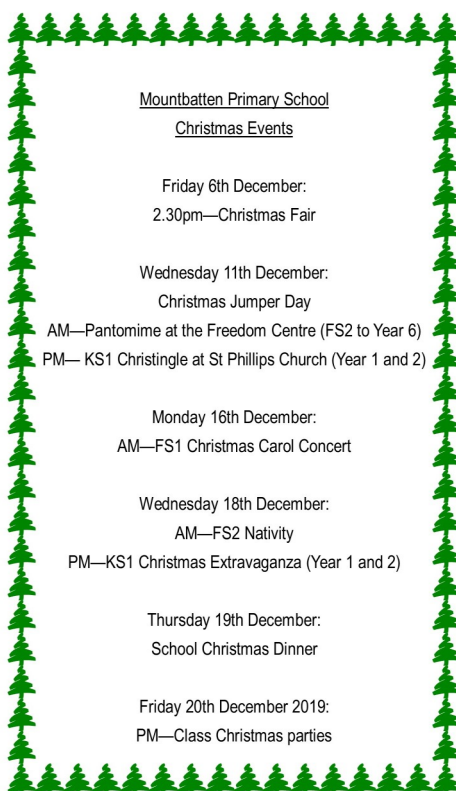 Mountbatten Primary School
Christmas Events
Friday 6th December:
2.30pm—Christmas Fair
Wednesday 11th December:
Christmas Jumper Day
AM—Pantomime at the Freedom Centre (FS2 to Year 6)
PM— KS1 Christingle at St Phillips Church (Year 1 and 2)
Monday 16th December:
AM—FS1 Christmas Carol Concert
Wednesday 18th December:
AM—FS2 Nativity
PM—KS1 Christmas Extravaganza (Year 1 and 2)
Thursday 19th December:
School Christmas Dinner
Friday 20th December 2019:
PM—Class Christmas parties